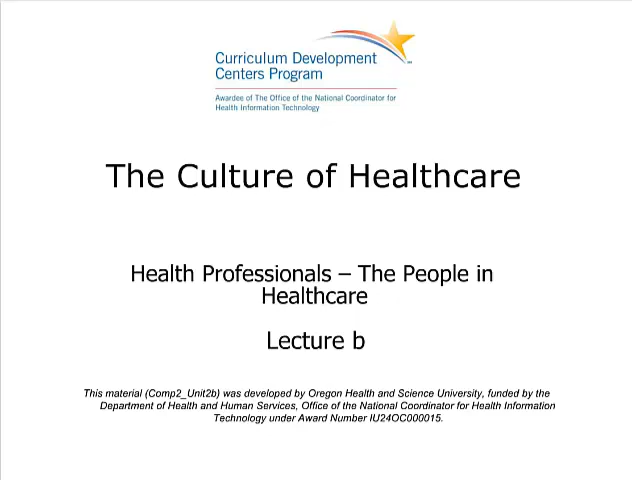 Curriculum Development
Centers Program
Awardee of The Office of the National Coordinator for
Health Information Technology
The Culture of Healthcare
Health Professionals – The People in
Healthcare
Lecture b
This material (Comp2_Unit2b) was developed by Oregon Health and Science University, funded by the
Department of Health and Human Services, Office of the National Coordinator for Health Information
Technology under Award Number IU24OC000015.